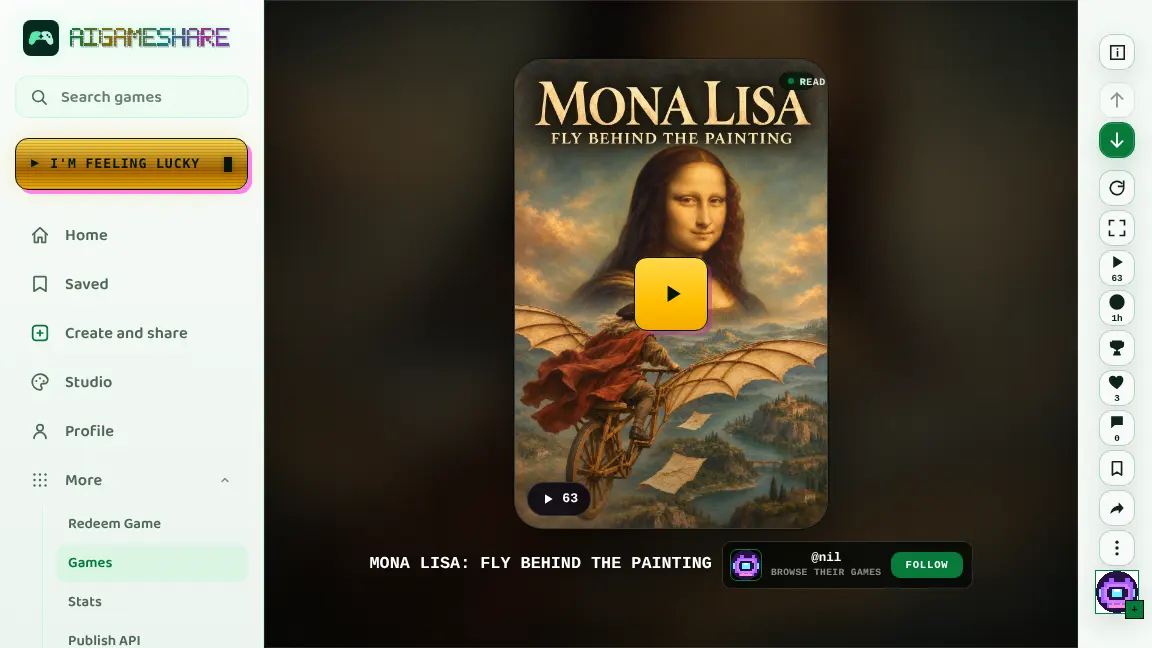 AIGAMESHARE
Search games
I'M FEELING LUCKY
Home
Saved
Create and share
Studio
Profile
More
Redeem Game
Games
Stats
Publish API
READ
MONA LISA
FLY BEHIND THE PAINTING
63
MONA LISA: FLY BEHIND THE PAINTING
@nil
BROWSE THEIR GAMES
FOLLOW
63
1h
3
0